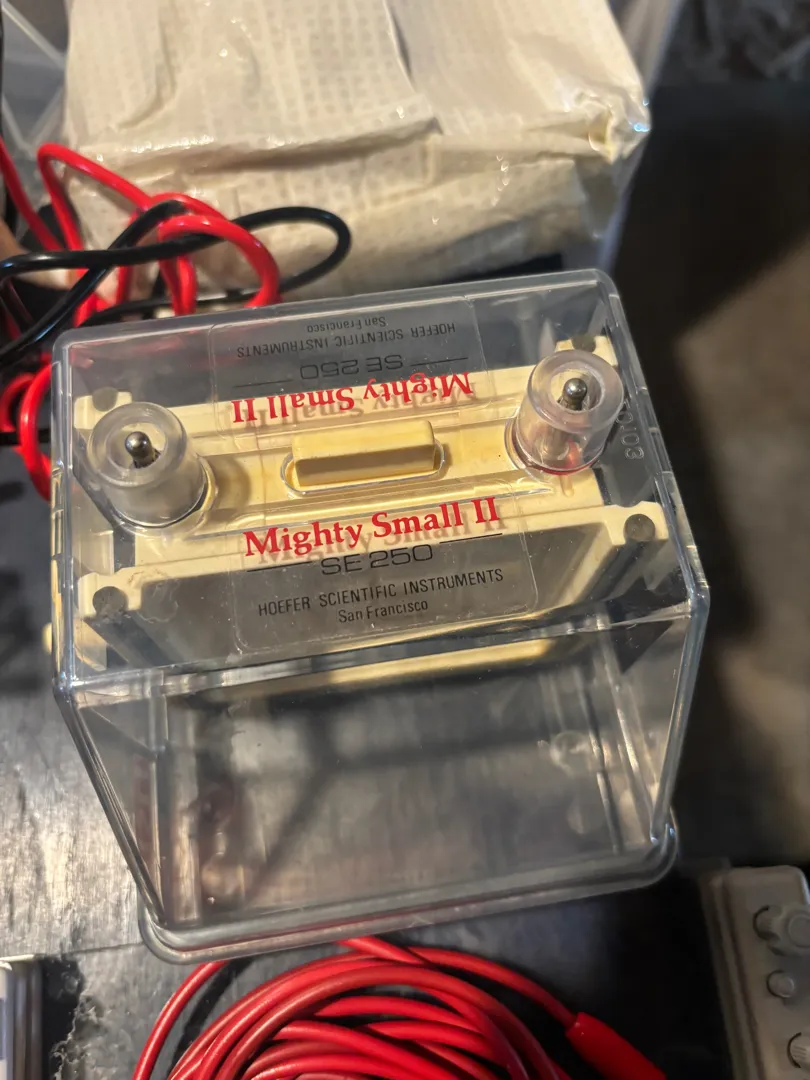 HOEFER SCIENTIFIC INSTRUMENTS
San Francisco
SE 250
Mighty Small II
Mighty Small II
SE 250
HOEFER SCIENTIFIC INSTRUMENTS
San Francisco